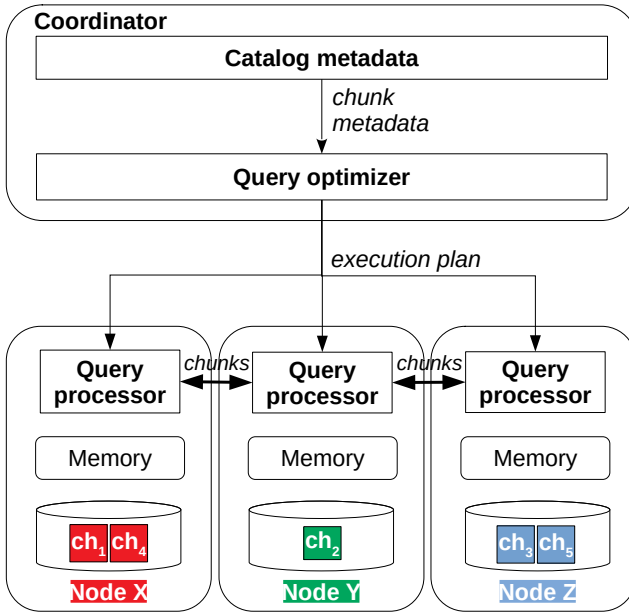 Coordinator
Catalog metadata
chunk
metadata
Query optimizer
execution plan
Query
processor
chunks
Query
processor
chunks
Query
processor
Memory
Memory
Memory
ch₁ ch₄
ch₂
ch₃ ch₅
Node X
Node Y
Node Z